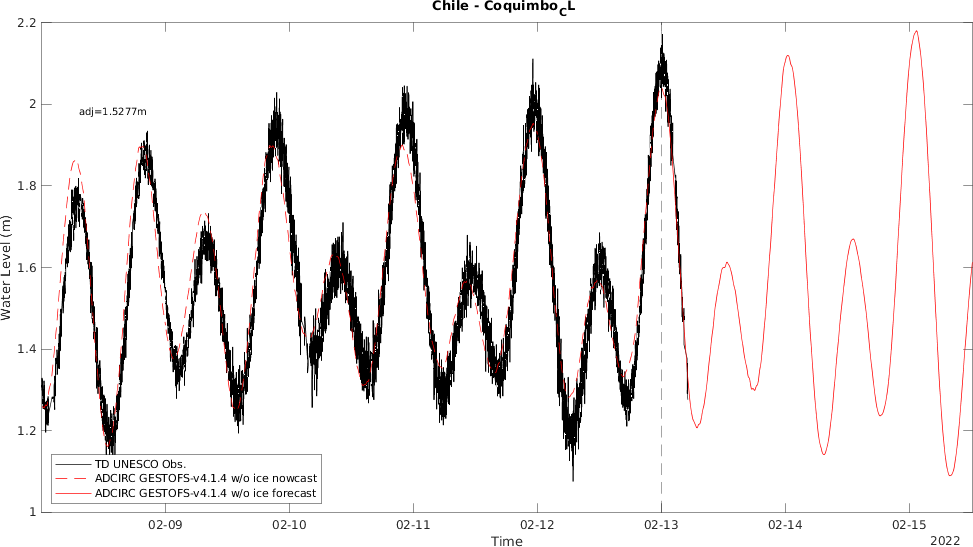 Chile - Coquimbo_CL
2.2
2
1.8
1.6
1.4
1.2
1
Water Level (m)
adj=1.5277m
TD UNESCO Obs.
ADCIRC GESTOFS-v4.1.4 w/o ice nowcast
ADCIRC GESTOFS-v4.1.4 w/o ice forecast
02-09 02-10 02-11 02-12 02-13 02-14 02-15
Time
2022